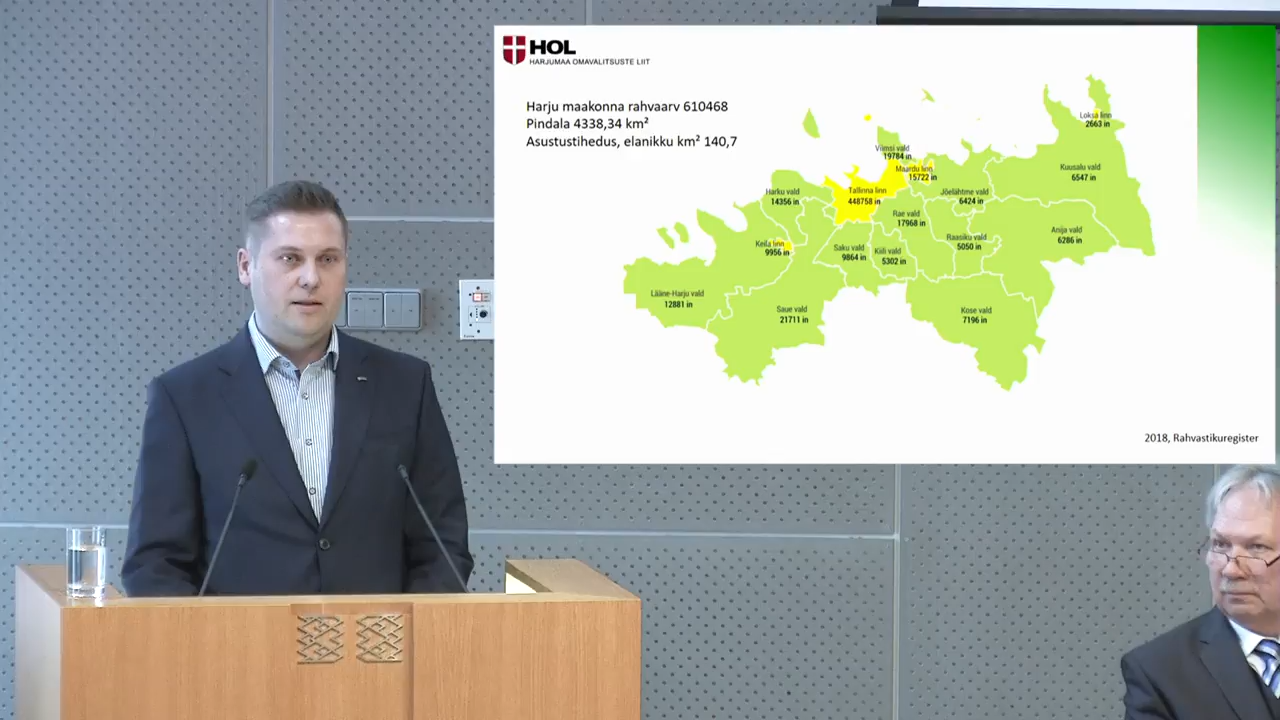 HOL
HARJUMAA OMAVALITSUSTE LIIT
Harju maakonna rahvaarv 610468
Pindala 4338,34 km²
Asustustihedus, elanikku km² 140,7
Loksa linn
2663 in
Viimsi vald
19784 in
Maardu linn
15722 in
Kuusalu vald
6547 in
Harku vald
14356 in
Tallinna linn
448758 in
Jõelähtme vald
6424 in
Rae vald
17968 in
Anija vald
6286 in
Raasiku vald
5050 in
Keila linn
9956 in
Saku vald
9864 in
Kiili vald
5302 in
Lääne-Harju vald
12881 in
Saue vald
21711 in
Kose vald
7196 in
2018, Rahvastikuregister